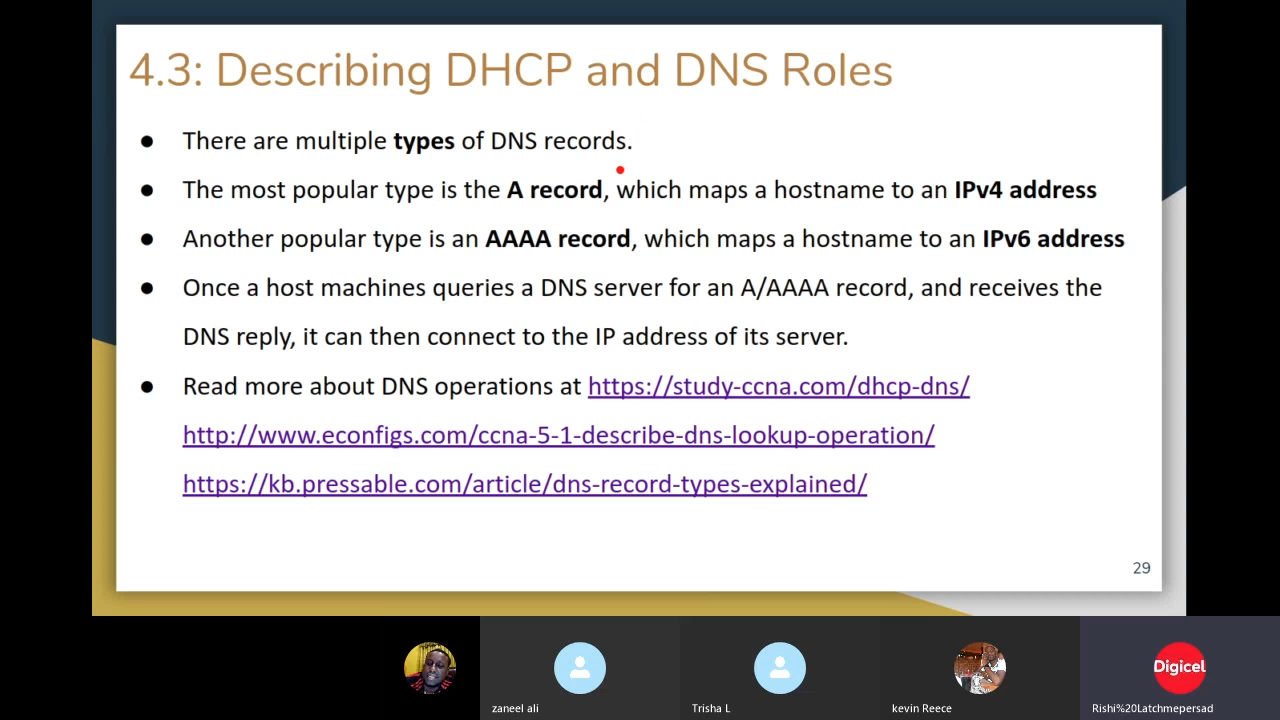 4.3: Describing DHCP and DNS Roles
● There are multiple types of DNS records.
● The most popular type is the A record, which maps a hostname to an IPv4 address
● Another popular type is an AAAA record, which maps a hostname to an IPv6 address
● Once a host machines queries a DNS server for an A/AAAA record, and receives the
DNS reply, it can then connect to the IP address of its server.
● Read more about DNS operations at https://study-ccna.com/dhcp-dns/
http://www.econfigs.com/ccna-5-1-describe-dns-lookup-operation/
https://kb.pressable.com/article/dns-record-types-explained/
29
Digicel
zaneel ali
Trisha L
kevin Reece
Rishi%20Latchmepersad